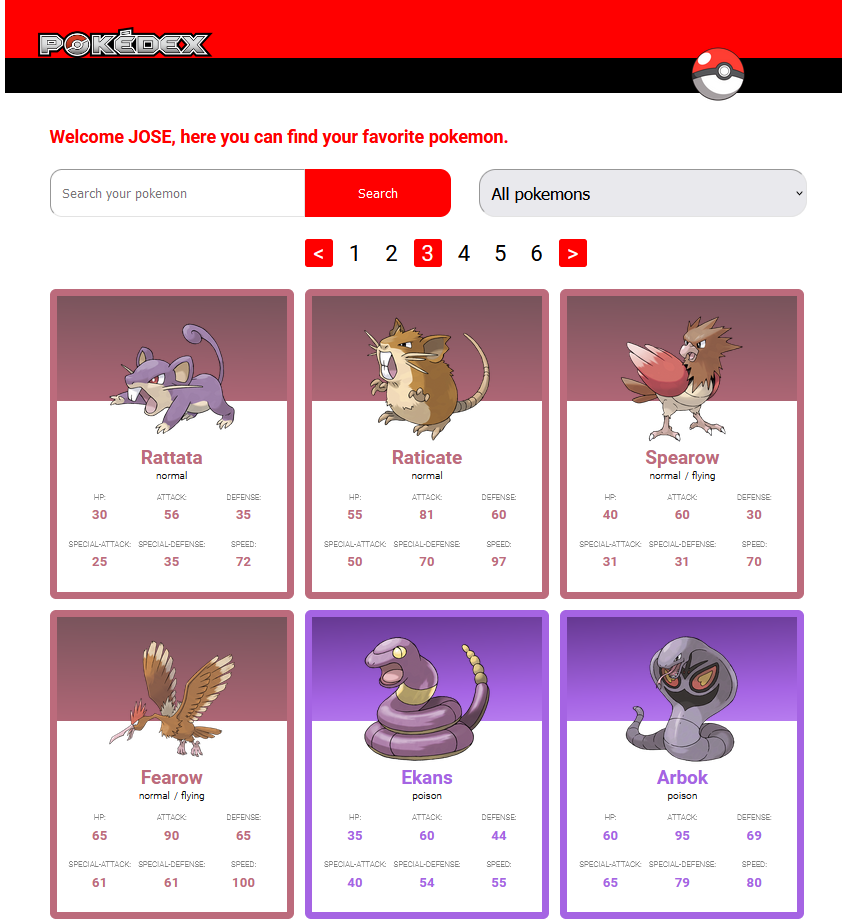 POKÉDEX
Welcome JOSE, here you can find your favorite pokemon.
Search your pokemon Search All pokemons
< 1 2 3 4 5 6 >
Rattata Raticate Spearow
normal normal normal / flying
HP: ATTACK: DEFENSE: HP: ATTACK: DEFENSE: HP: ATTACK: DEFENSE:
30 56 35 55 81 60 40 60 30
SPECIAL-ATTACK: SPECIAL-DEFENSE: SPEED: SPECIAL-ATTACK: SPECIAL-DEFENSE: SPEED: SPECIAL-ATTACK: SPECIAL-DEFENSE: SPEED:
25 35 72 50 70 97 31 31 70
Fearow Ekans Arbok
normal / flying poison poison
HP: ATTACK: DEFENSE: HP: ATTACK: DEFENSE: HP: ATTACK: DEFENSE:
65 90 65 35 60 44 60 95 69
SPECIAL-ATTACK: SPECIAL-DEFENSE: SPEED: SPECIAL-ATTACK: SPECIAL-DEFENSE: SPEED: SPECIAL-ATTACK: SPECIAL-DEFENSE: SPEED:
61 61 100 40 54 55 65 79 80